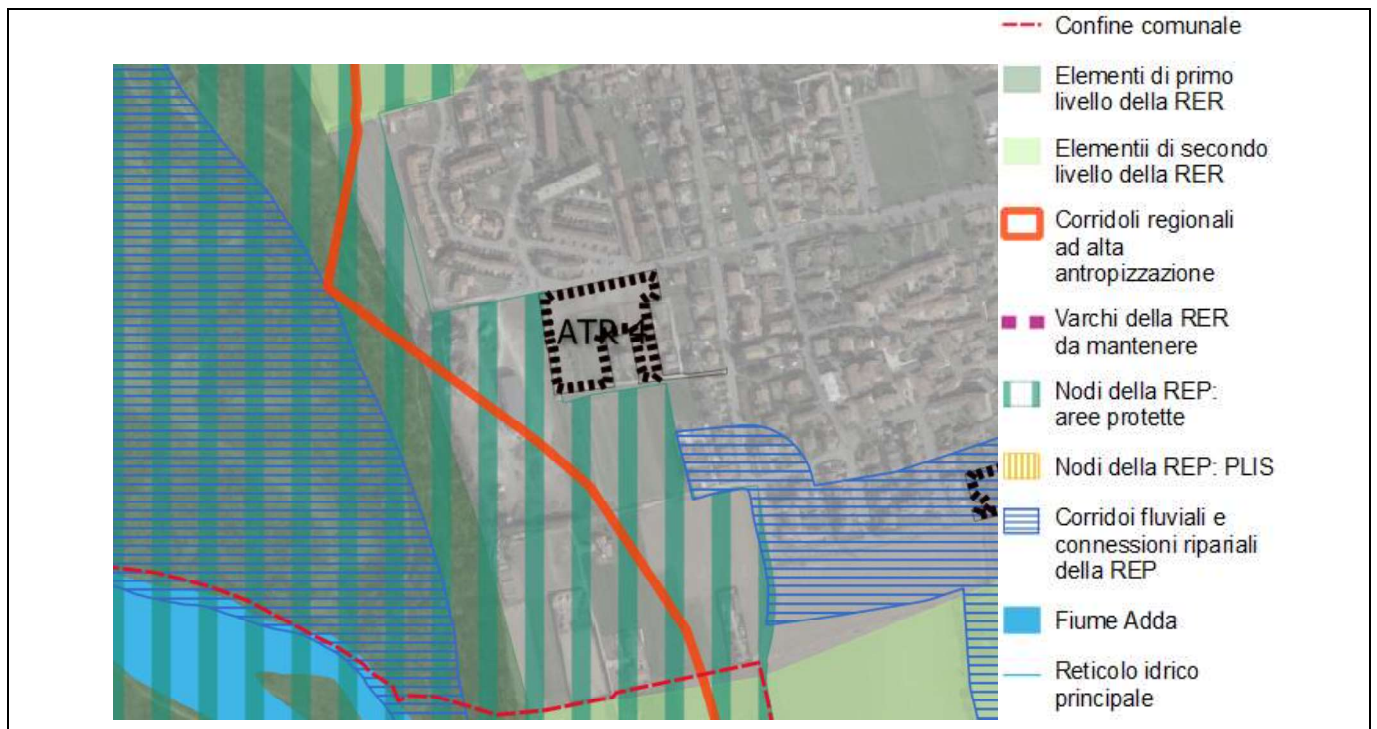 Confine comunale
Elementi di primo
livello della RER
Elementii di secondo
livello della RER
Corridoli regionali
ad alta
antropizzazione
Varchi della RER
da mantenere
Nodi della REP:
aree protette
Nodi della REP: PLIS
Corridoi fluviali e
connessioni ripariali
della REP
Fiume Adda
Reticolo idrico
principale
ATR 4